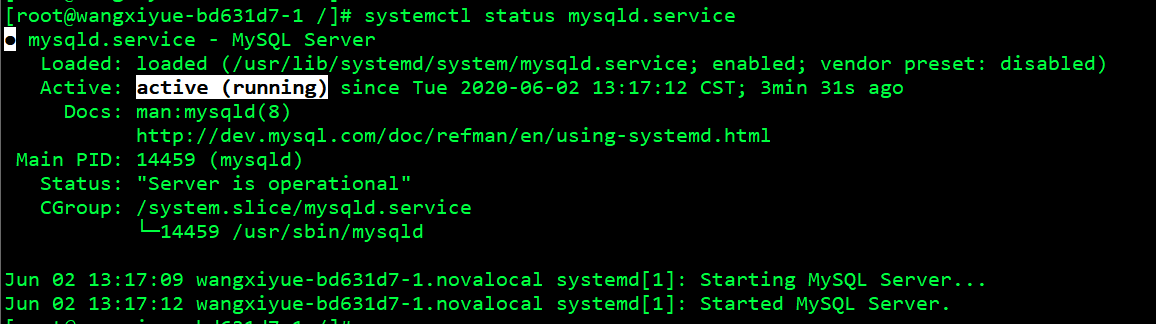 [root@wangxiyue-bd631d7-1 /]# systemctl status mysqld.service
● mysqld.service - MySQL Server
   Loaded: loaded (/usr/lib/systemd/system/mysqld.service; enabled; vendor preset: disabled)
   Active: active (running) since Tue 2020-06-02 13:17:12 CST; 3min 31s ago
     Docs: man:mysqld(8)
           http://dev.mysql.com/doc/refman/en/using-systemd.html
 Main PID: 14459 (mysqld)
   Status: "Server is operational"
   CGroup: /system.slice/mysqld.service
           └─14459 /usr/sbin/mysqld
Jun 02 13:17:09 wangxiyue-bd631d7-1.novalocal systemd[1]: Starting MySQL Server...
Jun 02 13:17:12 wangxiyue-bd631d7-1.novalocal systemd[1]: Started MySQL Server.